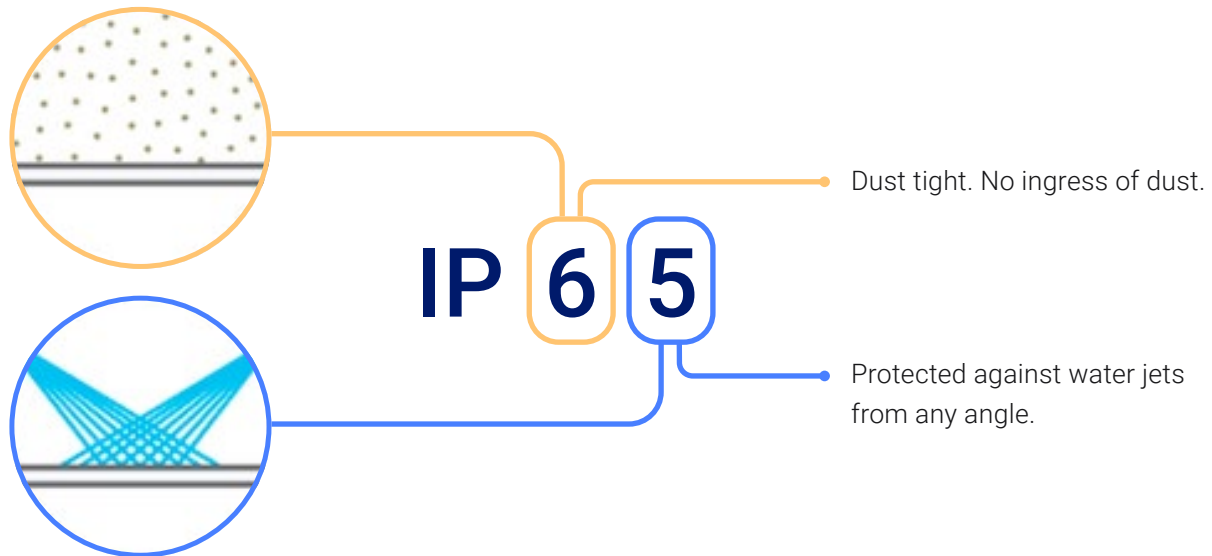 Dust tight. No ingress of dust.
IP 6 5
Protected against water jets
from any angle.